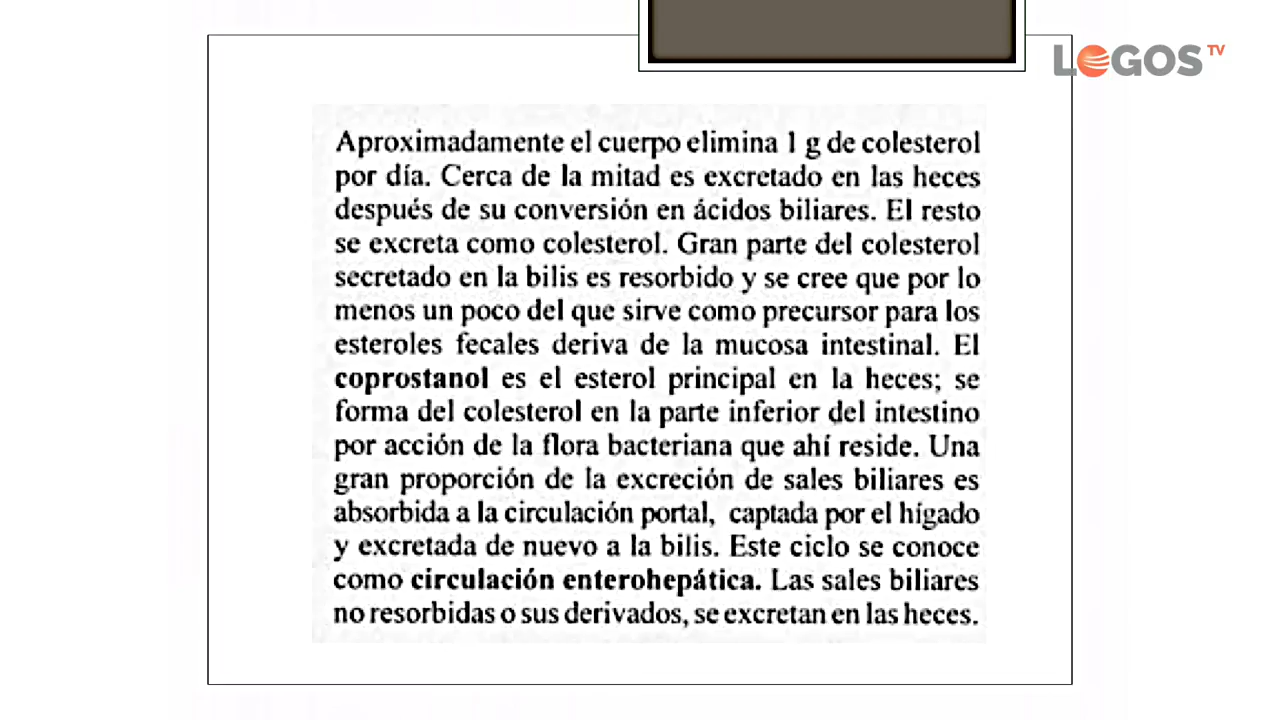 LOGOS TV
Aproximadamente el cuerpo elimina 1 g de colesterol
por día. Cerca de la mitad es excretado en las heces
después de su conversión en ácidos biliares. El resto
se excreta como colesterol. Gran parte del colesterol
secretado en la bilis es resorbido y se cree que por lo
menos un poco del que sirve como precursor para los
esteroles fecales deriva de la mucosa intestinal. El
coprostanol es el esterol principal en la heces; se
forma del colesterol en la parte inferior del intestino
por acción de la flora bacteriana que ahí reside. Una
gran proporción de la excreción de sales biliares es
absorbida a la circulación portal, captada por el hígado
y excretada de nuevo a la bilis. Este ciclo se conoce
como circulación enterohepática. Las sales biliares
no resorbidas o sus derivados, se excretan en las heces.